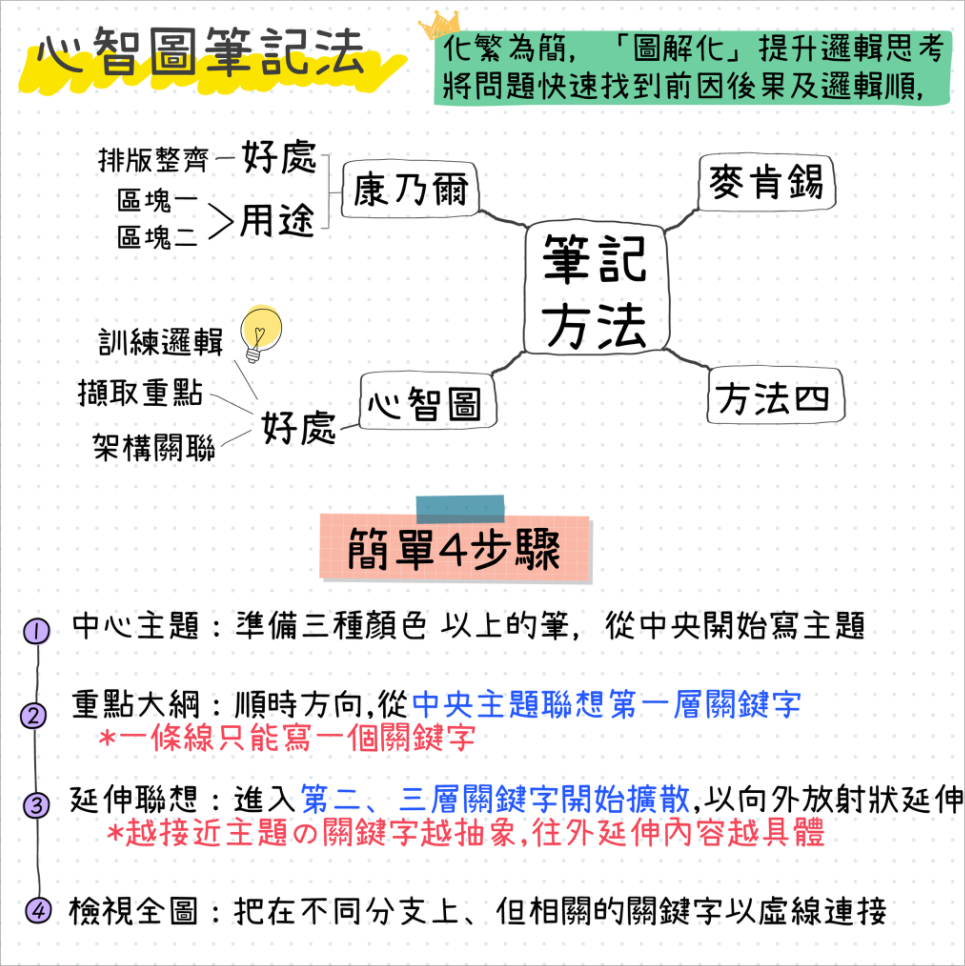 心智圖筆記法
化繁為簡,「圖解化」提升邏輯思考
將問題快速找到前因後果及邏輯順,
排版整齊
好處
區塊一
區塊二
用途
康乃爾
麥肯錫
筆記
方法
訓練邏輯
擷取重點
架構關聯
好處
心智圖
方法四
簡單4步驟
1 中心主題:準備三種顏色 以上的筆, 從中央開始寫主題
2 重點大綱:順時方向,從中央主題聯想第一層關鍵字
*一條線只能寫一個關鍵字
3 延伸聯想:進入第二、三層關鍵字開始擴散,以向外放射狀延伸
*越接近主題の關鍵字越抽象,往外延伸內容越具體
4 檢視全圖:把在不同分支上、但相關的關鍵字以虛線連接